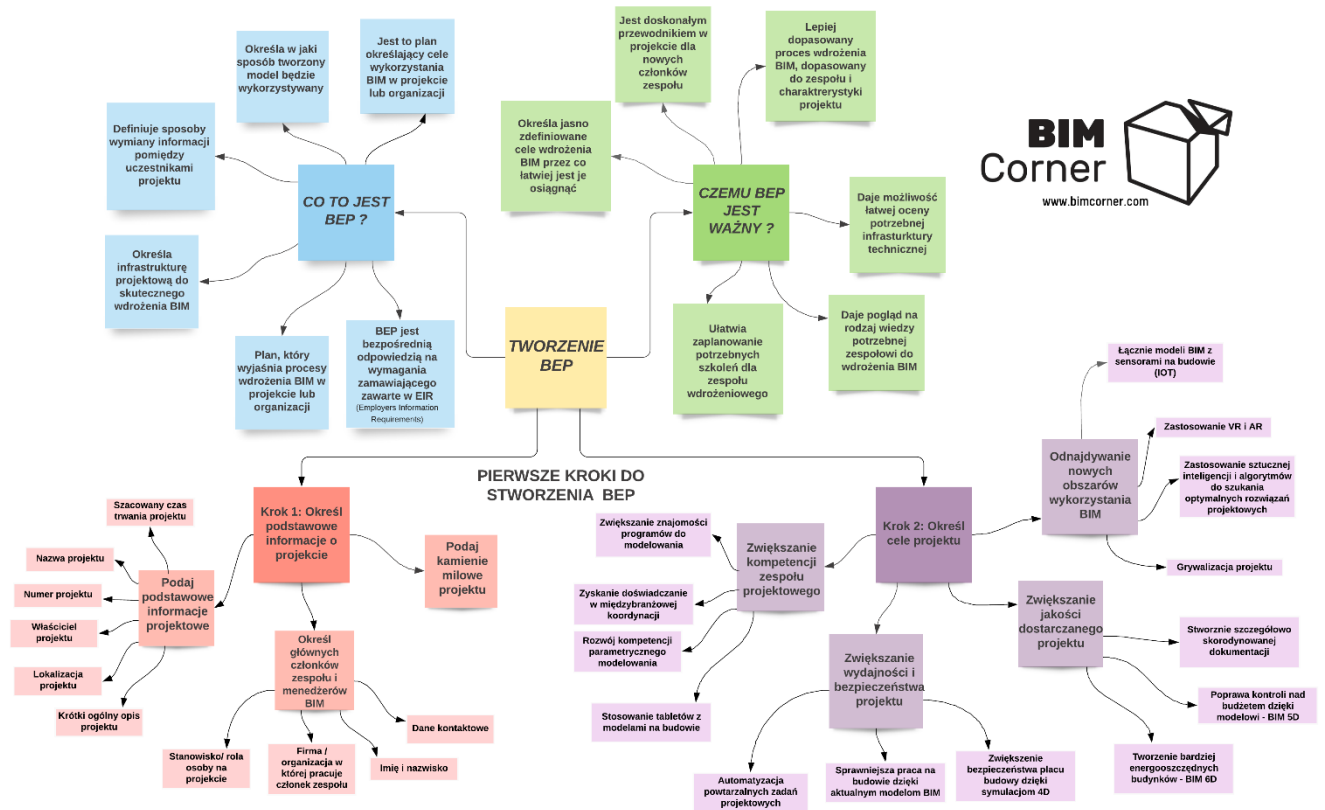 Określa w jaki
sposób tworzony
model będzie
wykorzystywany
Jest to plan
określający cele
wykorzystania
BIM w projekcie
lub organizacji
Definiuje sposoby
wymiany informacji
pomiędzy
uczestnikami
projektu
CO TO JEST
BEP ?
Określa
infrastrukturę
projektową do
skutecznego
wdrożenia BIM
Plan, który
wyjaśnia procesy
wdrożenia BIM w
projekcie lub
organizacji
BEP jest
bezpośrednią
odpowiedzią na
wymagania
zamawiającego
zawarte w EIR
(Employers Information
Requirements)
Jest doskonałym
przewodnikiem w
projekcie dla
nowych
członków
zespołu
Lepiej
dopasowany
proces wdrożenia
BIM, dopasowany
do zespołu i
charaktrerystyki
projektu
Określa jasno
zdefiniowane
cele wdrożenia
BIM przez co
łatwiej jest je
osiągnąć
CZEMU BEP
JEST
WAŻNY ?
Daje możliwość
łatwej oceny
potrzebnej
infrasturktury
technicznej
Ułatwia
zaplanowanie
potrzebnych
szkoleń dla
zespołu
wdrożeniowego
Daje pogląd na
rodzaj wiedzy
potrzebnej
zespołowi do
wdrożenia BIM
BIM
Corner
www.bimcorner.com
TWORZENIE
BEP
PIERWSZE KROKI DO
STWORZENIA BEP
Krok 1: Określ
podstawowe
informacje o
projekcie
Szacowany czas
trwania projektu
Nazwa projektu
Numer projektu
Właściciel
projektu
Lokalizacja
projektu
Krótki ogólny opis
projektu
Podaj
podstawowe
informacje
projektowe
Podaj
kamienie
milowe
projektu
Określ
głównych
członków
zespołu i
menedżerów
BIM
Stanowisko/ rola
osoby na
projekcie
Firma /
organizacja w
której pracuje
członek zespołu
Imię i nazwisko
Dane kontaktowe
Krok 2: Określ
cele projektu
Zwiększanie znajomości
programów do
modelowania
Zyskanie doświadczanie
w międzybranżowej
koordynacji
Rozwój kompetencji
parametrycznego
modelowania
Stosowanie tabletów z
modelami na budowie
Zwiększanie
kompetencji
zespołu
projektowego
Zwiększanie
wydajności i
bezpieczeństwa
projektu
Automatyzacja
powtarzalnych zadań
projektowych
Sprawniejsza praca na
budowie dzięki
aktualnym modelom BIM
Zwiększenie
bezpieczeństwa placu
budowy dzięki
symulacjom 4D
Odnajdywanie
nowych
obszarów
wykorzystania
BIM
Łącznie modeli BIM z
sensorami na budowie
(IOT)
Zastosowanie VR i AR
Zastosowanie sztucznej
inteligencji i algorytmów
do szukania
optymalnych rozwiązań
projektowych
Grywalizacja projektu
Zwiększanie
jakości
dostarczanego
projektu
Stworznie szczegółowo
skorodynowanej
dokumentacji
Poprawa kontroli nad
budżetem dzięki
modelowi - BIM 5D
Tworzenie bardziej
energooszczędnych
budynków - BIM 6D